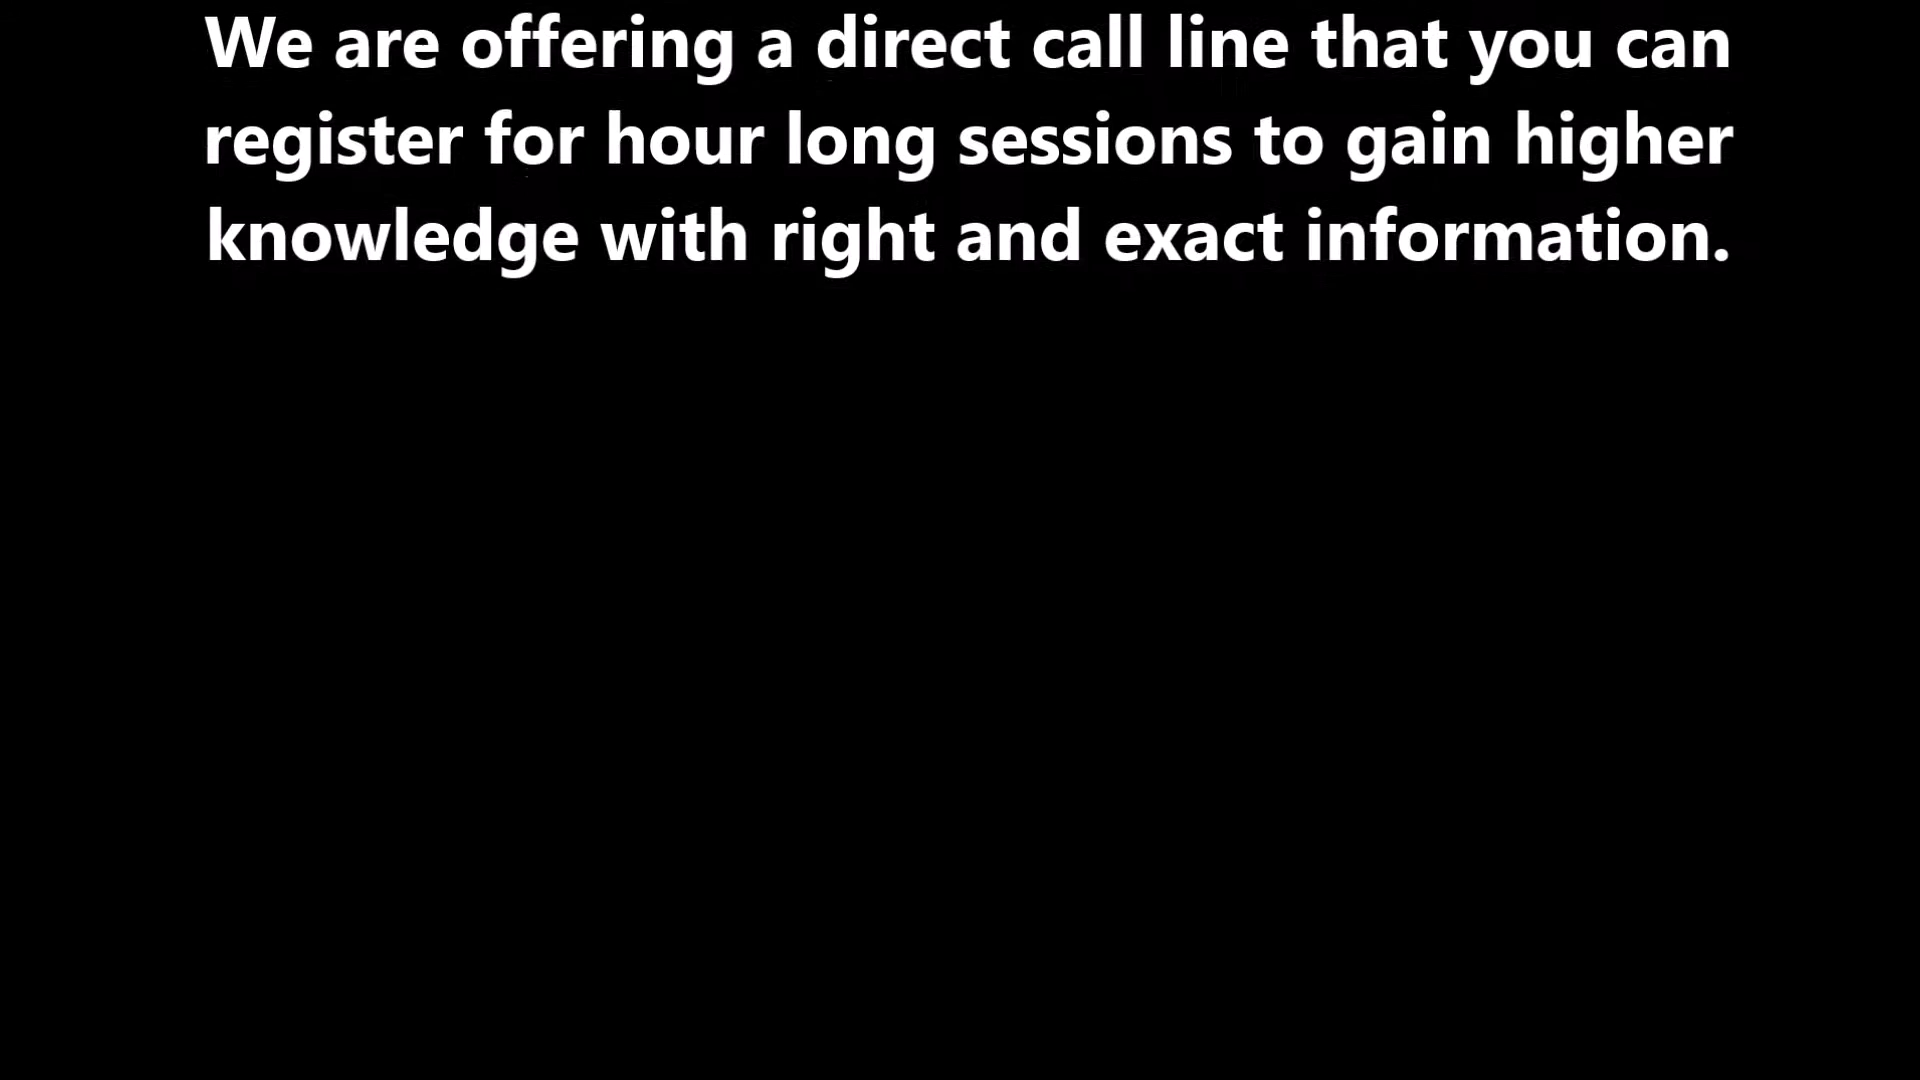 We are offering a direct call line that you can
register for hour long sessions to gain higher
knowledge with right and exact information.